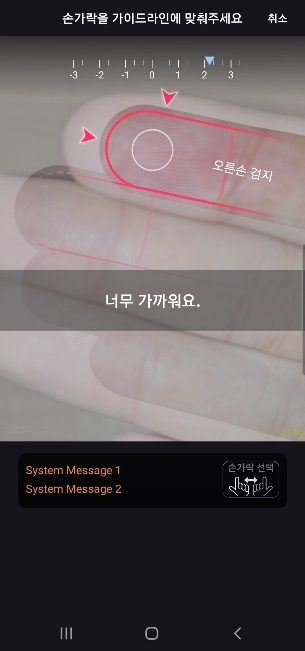 손가락을 가이드라인에 맞춰주세요 취소
-3 -2 -1 0 1 2 3
오른손 검지
너무 가까워요.
System Message 1
손가락 선택
System Message 2